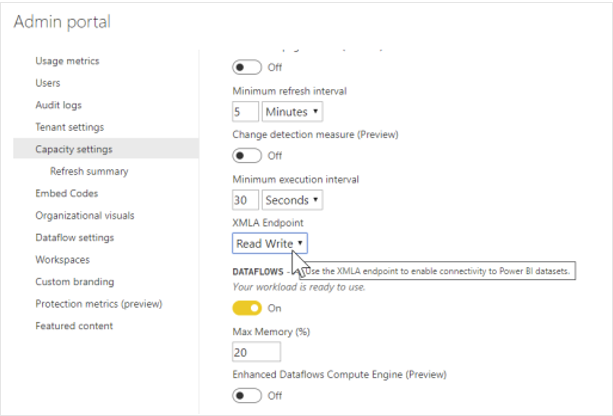 Admin portal
Usage metrics
Users
Audit logs
Tenant settings
Capacity settings
Refresh summary
Embed Codes
Organizational visuals
Dataflow settings
Workspaces
Custom branding
Protection metrics (preview)
Featured content
Off
Minimum refresh interval
5 Minutes
Change detection measure (Preview)
Off
Minimum execution interval
30 Seconds
XMLA Endpoint
Read Write
DATAFLOWS -
Use the XMLA endpoint to enable connectivity to Power BI datasets.
Your workload is ready to use.
On
Max Memory (%)
20
Enhanced Dataflows Compute Engine (Preview)
Off